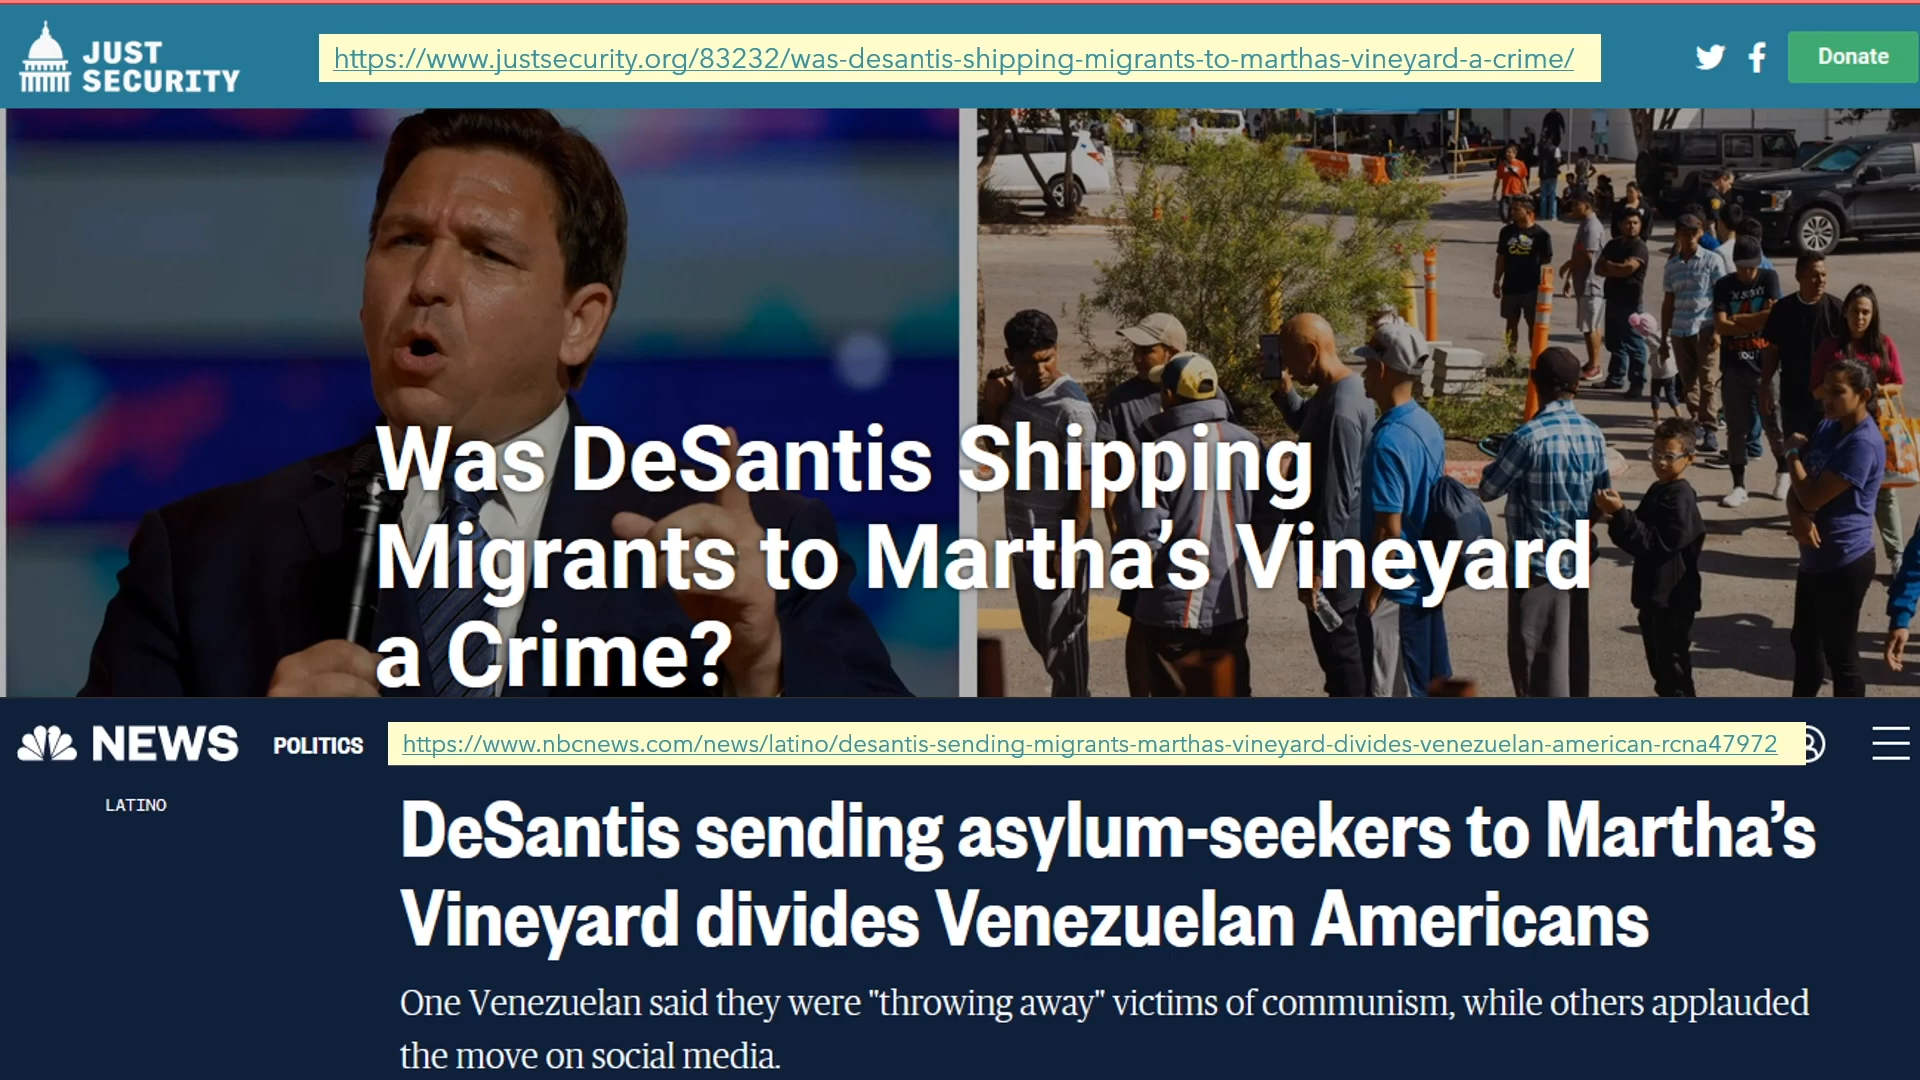 JUST
SECURITY
https://www.justsecurity.org/83232/was-desantis-shipping-migrants-to-marthas-vineyard-a-crime/
Donate
Was DeSantis Shipping
Migrants to Martha’s Vineyard
a Crime?
NEWS
POLITICS
https://www.nbcnews.com/news/latino/desantis-sending-migrants-marthas-vineyard-divides-venezuelan-american-rcna47972
LATINO
DeSantis sending asylum-seekers to Martha’s
Vineyard divides Venezuelan Americans
One Venezuelan said they were "throwing away" victims of communism, while others applauded
the move on social media.